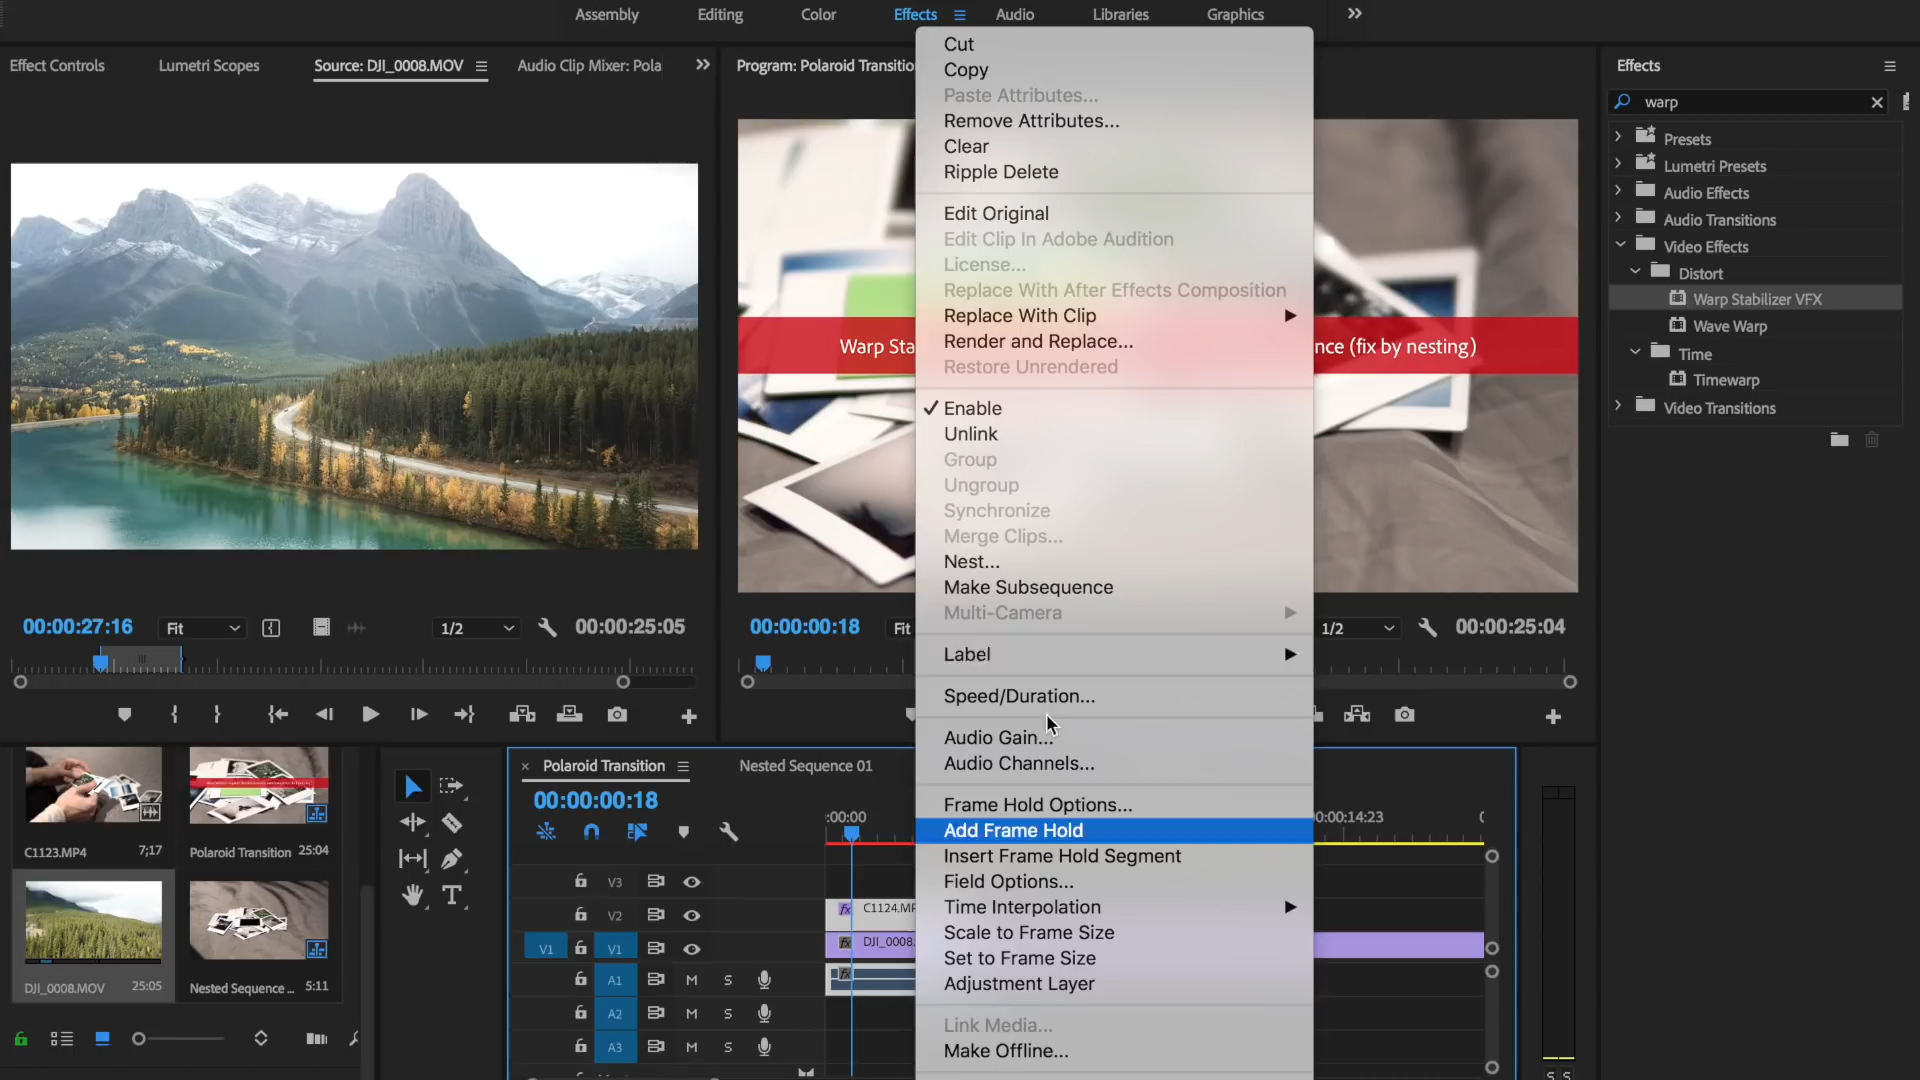 Assembly
Editing
Color
Effects
Audio
Libraries
Graphics
Effect Controls
Lumetri Scopes
Source: DJI_0008.MOV
Audio Clip Mixer: Pola
Program: Polaroid Transitio
Effects
warp
Presets
Lumetri Presets
Audio Effects
Audio Transitions
Video Effects
Distort
Warp Stabilizer VFX
Wave Warp
Time
Timewarp
Video Transitions
Warp Sta
nce (fix by nesting)
Cut
Copy
Paste Attributes...
Remove Attributes...
Clear
Ripple Delete
Edit Original
Edit Clip In Adobe Audition
License...
Replace With After Effects Composition
Replace With Clip
Render and Replace...
Restore Unrendered
Enable
Unlink
Group
Ungroup
Synchronize
Merge Clips...
Nest...
Make Subsequence
Multi-Camera
Label
Speed/Duration...
Audio Gain...
Audio Channels...
Frame Hold Options...
Add Frame Hold
Insert Frame Hold Segment
Field Options...
Time Interpolation
Scale to Frame Size
Set to Frame Size
Adjustment Layer
Link Media...
Make Offline...
00:00:27:16
Fit
1/2
00:00:25:05
00:00:00:18
Fit
1/2
00:00:25:04
C1123.MP4 7;17
Polaroid Transition 25:04
DJI_0008.MOV 25:05
Nested Sequence ... 5:11
Polaroid Transition
Nested Sequence 01
00:00:00:18
:00:00
0:00:14:23
V3
V2
C1124.MP
V1 V1
DJI_0008.
fx
A1 M S
A2 M S
A3 M S
S S